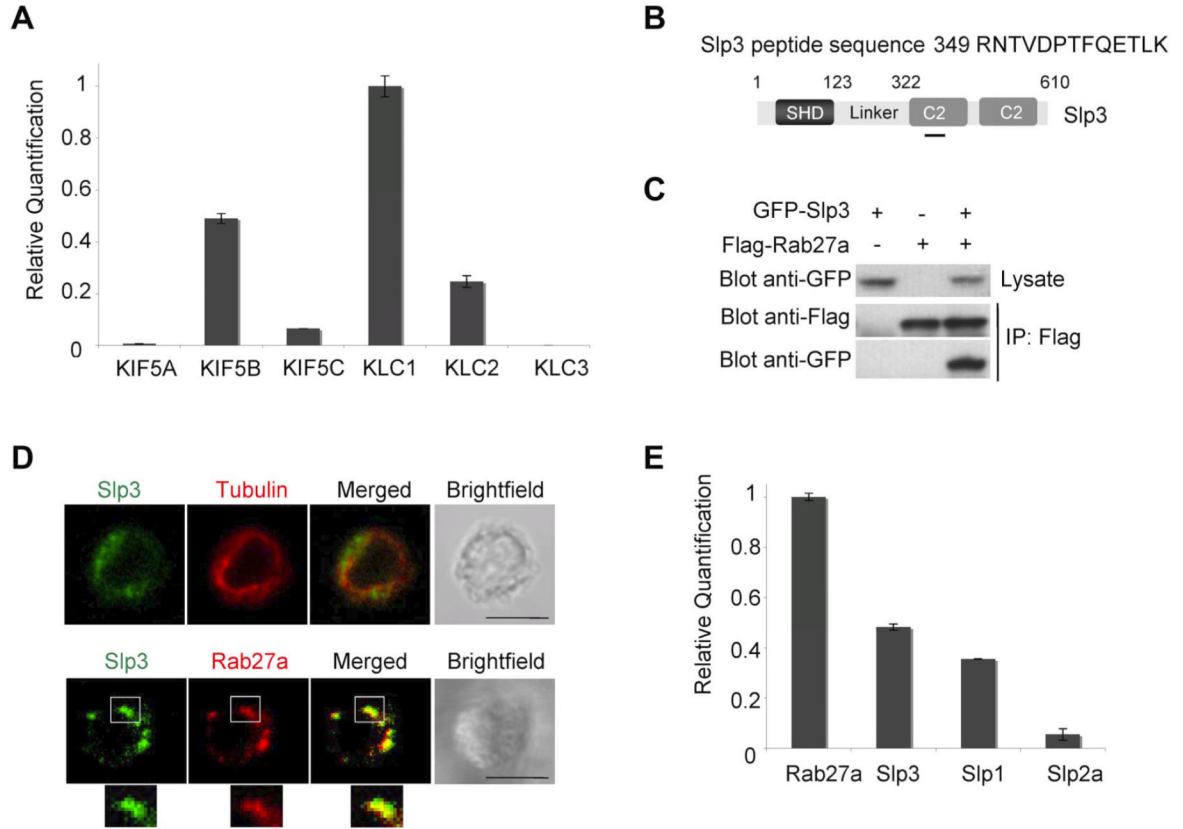 A
Relative Quantification
1
0.8
0.6
0.4
0.2
0
KIF5A KIF5B KIF5C KLC1 KLC2 KLC3
B
Slp3 peptide sequence 349 RNTVDPTFQETLK
1 123 322 610
SHD Linker C2 C2 Slp3
C
GFP-Slp3 + - +
Flag-Rab27a - + +
Blot anti-GFP Lysate
Blot anti-Flag
IP: Flag
Blot anti-GFP
D
Slp3 Tubulin Merged Brightfield
Slp3 Rab27a Merged Brightfield
E
Relative Quantification
1
0.8
0.6
0.4
0.2
0
Rab27a Slp3 Slp1 Slp2a